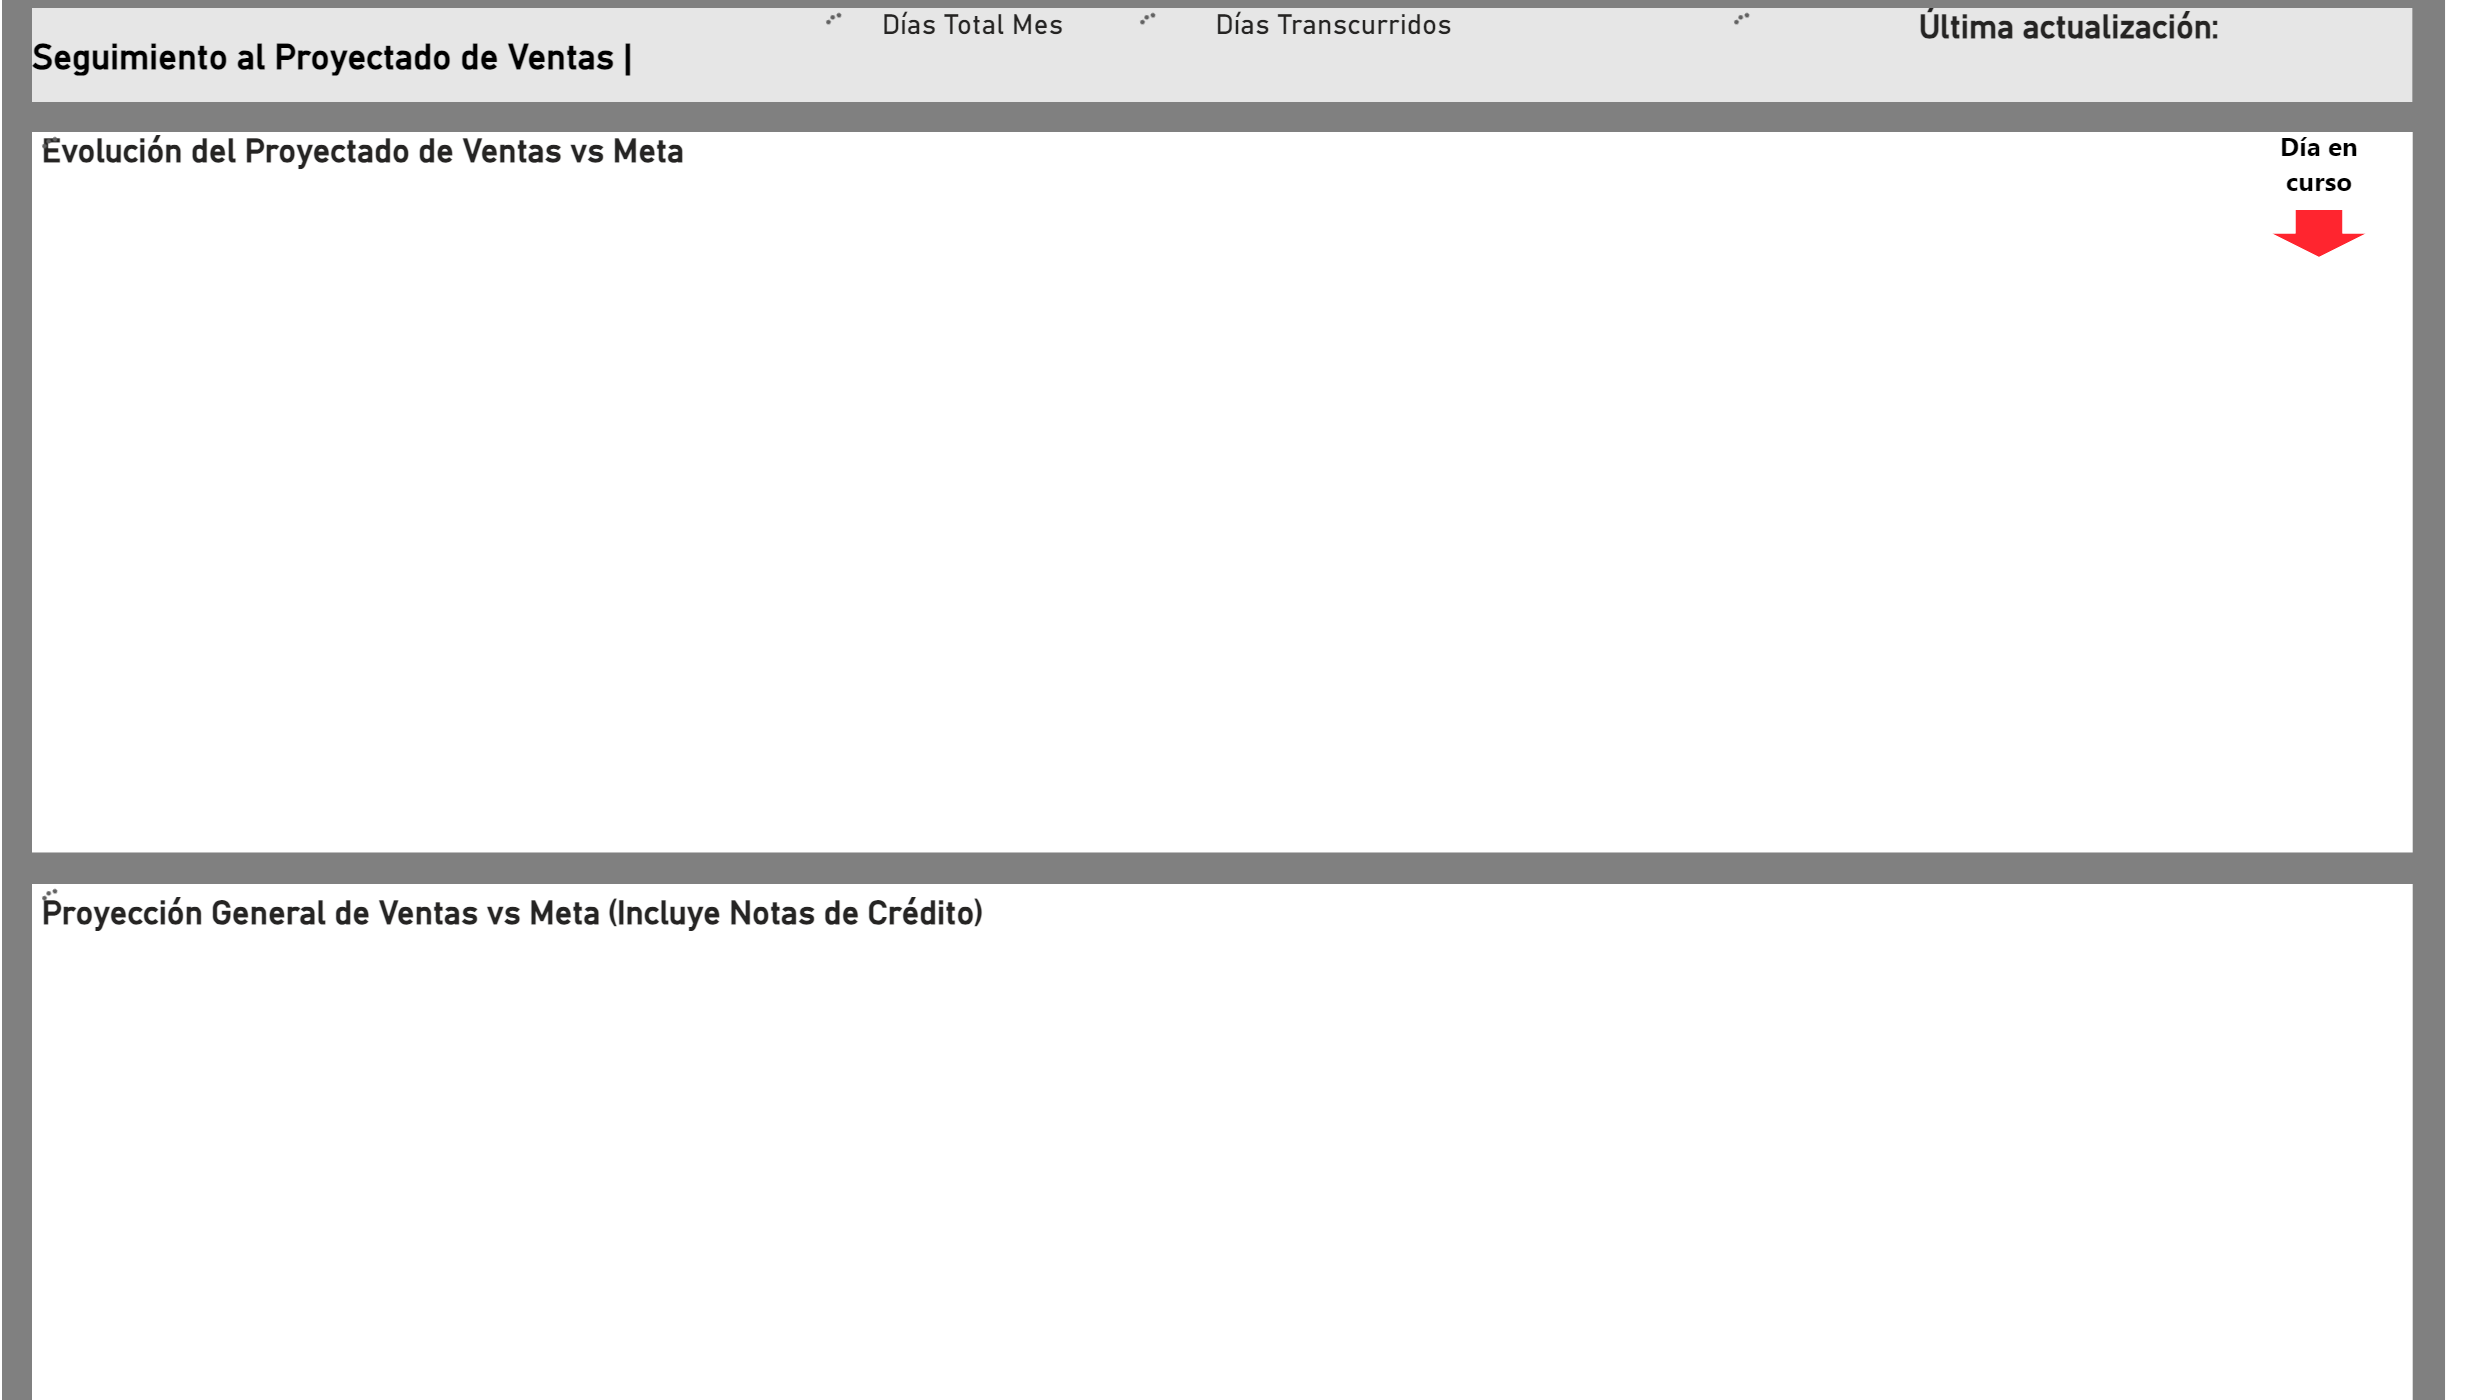 Días Total Mes
Días Transcurridos
Última actualización:
Seguimiento al Proyectado de Ventas |
Evolución del Proyectado de Ventas vs Meta
Día en
curso
Proyección General de Ventas vs Meta (Incluye Notas de Crédito)